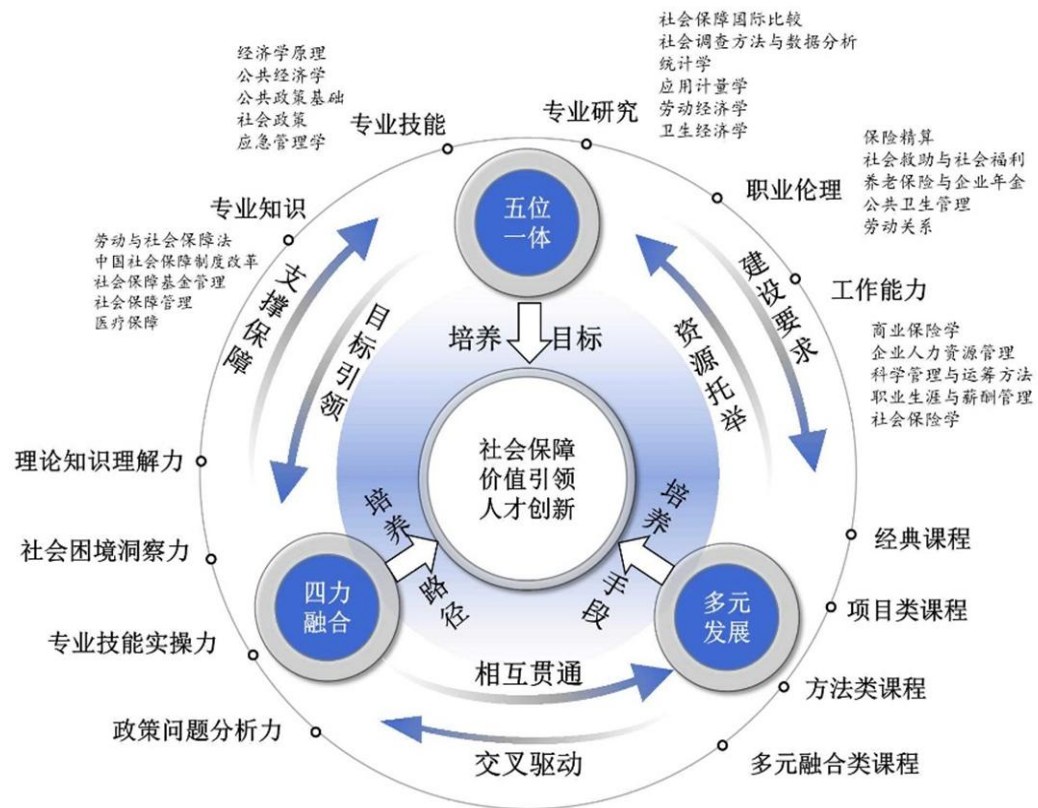 社会保障国际比较
社会调查方法与数据分析
统计学
应用计量学
劳动经济学
卫生经济学
经济学原理
公共经济学
公共政策基础
社会政策
应急管理学
专业技能
专业研究
保险精算
社会救助与社会福利
养老保险与企业年金
公共卫生管理
劳动关系
职业伦理
专业知识
劳动与社会保障法
中国社会保障制度改革
社会保障基金管理
社会保障管理
医疗保障
五位
一体
工作能力
商业保险学
企业人力资源管理
科学管理与运筹方法
职业生涯与薪酬管理
社会保险学
支撑保障
目标引领
培养
目标
资源托举
建设要求
社会保障
价值引领
人才创新
理论知识理解力
社会困境洞察力
专业技能实操力
政策问题分析力
四力
融合
培养
路径
培养
手段
多元
发展
经典课程
项目类课程
方法类课程
多元融合类课程
相互贯通
交叉驱动